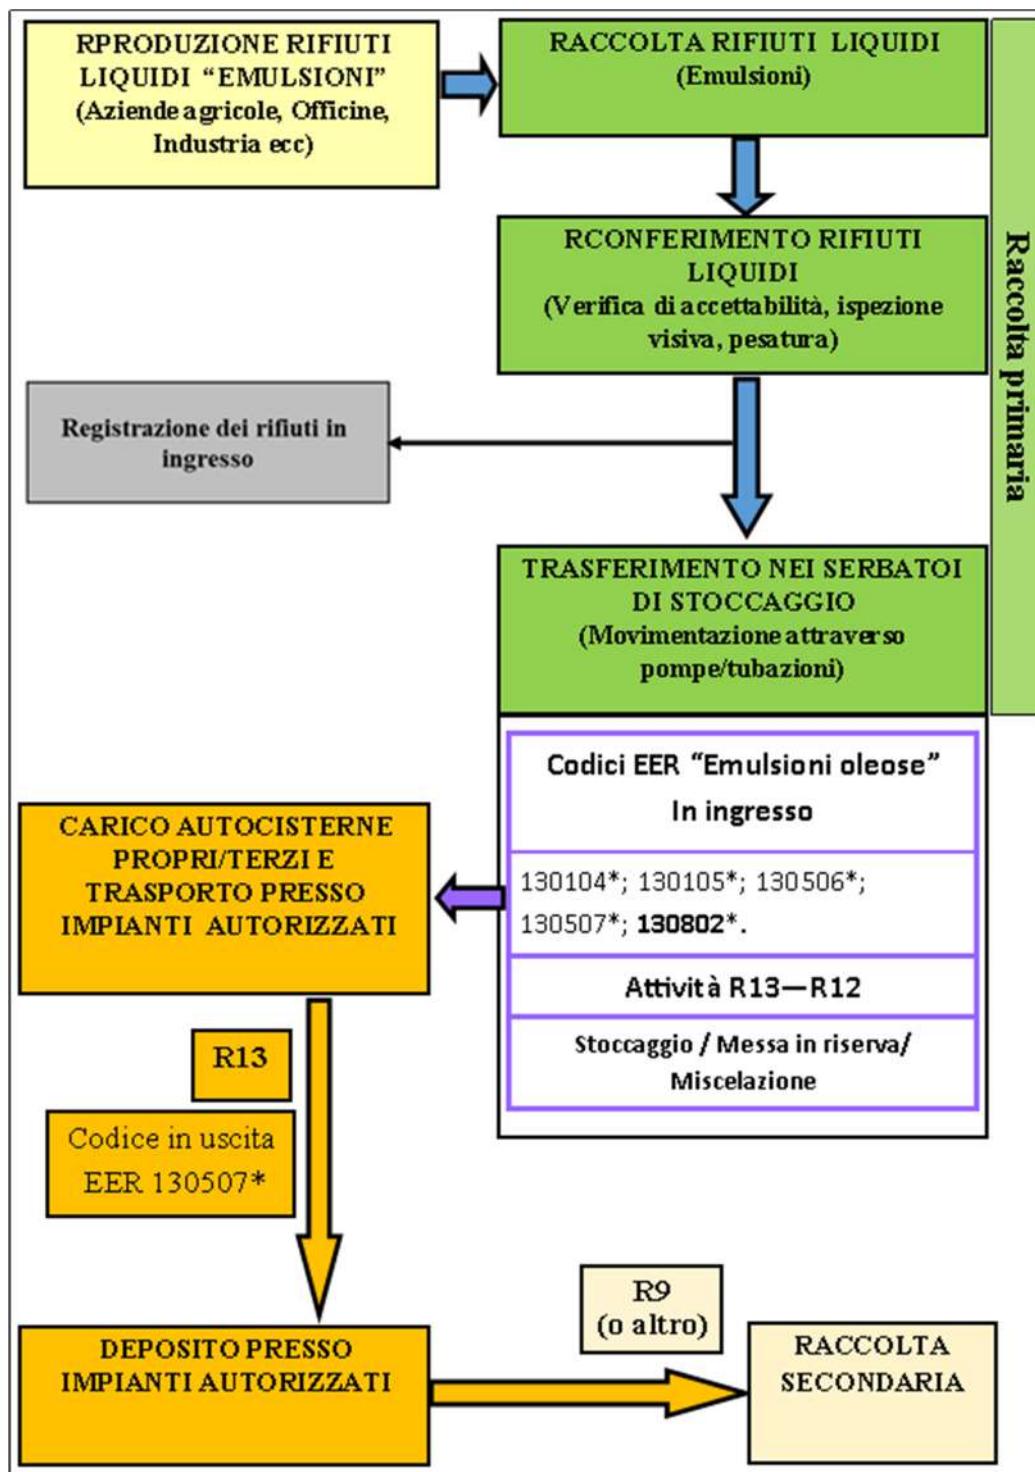 RPRODUZIONE RIFIUTI
LIQUIDI “EMULSIONI”
(Aziende agricole, Officine,
Industria ecc)
RACCOLTA RIFIUTI LIQUIDI
(Emulsioni)
RCONFERIMENTO RIFIUTI
LIQUIDI
(Verifica di accettabilità, ispezione
visiva, pesatura)
Raccolta primaria
Registrazione dei rifiuti in
ingresso
TRASFERIMENTO NEI SERBATOI
DI STOCCAGGIO
(Movimentazione attraverso
pompe/tubazioni)
Codici EER “Emulsioni oleose”
In ingresso
130104*; 130105*; 130506*;
130507*; 130802*.
Attività R13—R12
Stoccaggio / Messa in riserva/
Miscelazione
CARICO AUTOCISTERNE
PROPRI/TERZI E
TRASPORTO PRESSO
IMPIANTI AUTORIZZATI
R13
Codice in uscita
EER 130507*
DEPOSITO PRESSO
IMPIANTI AUTORIZZATI
R9
(o altro)
RACCOLTA
SECONDARIA